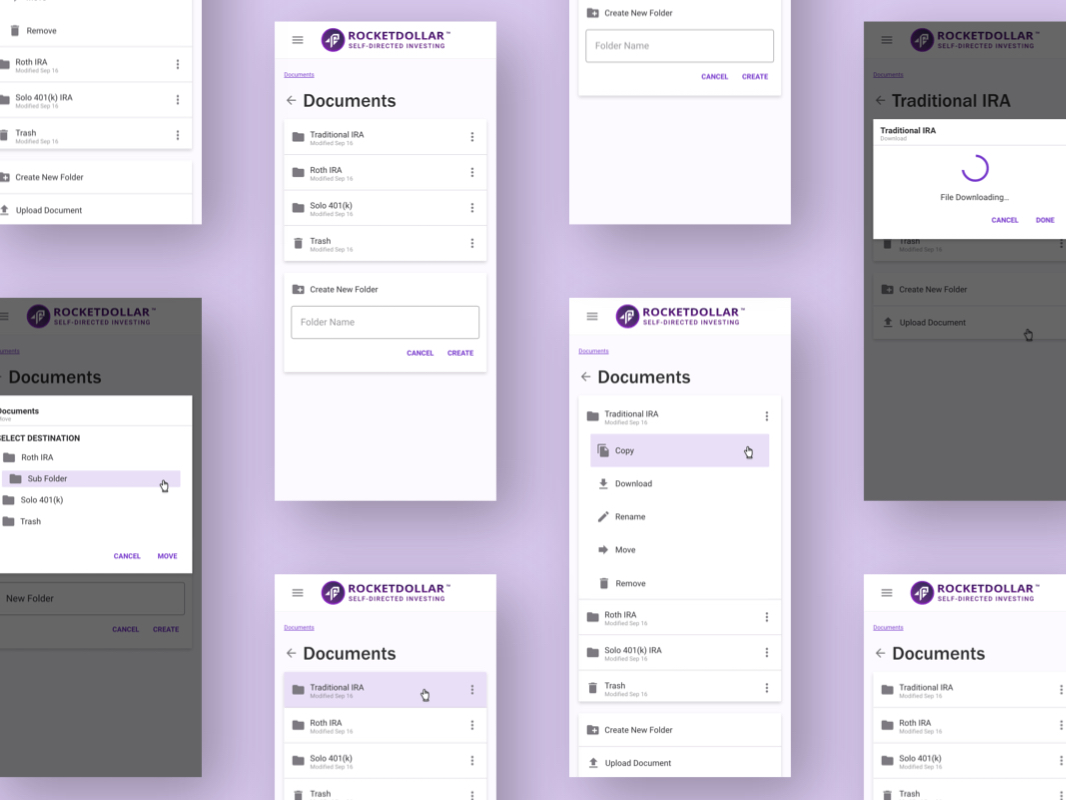 Remove
Roth IRA
Modified Sep 16
Solo 401(k) IRA
Modified Sep 16
Trash
Modified Sep 16
Create New Folder
Upload Document
ROCKETDOLLAR™
SELF-DIRECTED INVESTING
Documents
Documents
Move
SELECT DESTINATION
Roth IRA
Sub Folder
Solo 401(k)
Trash
CANCEL MOVE
New Folder
CANCEL CREATE
ROCKETDOLLAR™
SELF-DIRECTED INVESTING
Documents
Documents
Traditional IRA
Modified Sep 16
Roth IRA
Modified Sep 16
Solo 401(k)
Modified Sep 16
Trash
Modified Sep 16
Create New Folder
Folder Name
CANCEL CREATE
ROCKETDOLLAR™
SELF-DIRECTED INVESTING
Documents
Documents
Traditional IRA
Modified Sep 16
Roth IRA
Modified Sep 16
Solo 401(k)
Modified Sep 16
Trash
Create New Folder
Folder Name
CANCEL CREATE
ROCKETDOLLAR™
SELF-DIRECTED INVESTING
Documents
Documents
Traditional IRA
Modified Sep 16
Copy
Download
Rename
Move
Remove
Roth IRA
Modified Sep 16
Solo 401(k) IRA
Modified Sep 16
Trash
Modified Sep 16
Create New Folder
Upload Document
ROCKETDOLLAR™
SELF-DIRECTED INVESTING
Documents
Traditional IRA
Traditional IRA
Download
File Downloading...
CANCEL DONE
Trash
Modified Sep 16
Create New Folder
Upload Document
ROCKETDOLLAR™
SELF-DIRECTED INVESTING
Documents
Documents
Traditional IRA
Modified Sep 16
Roth IRA
Modified Sep 16
Solo 401(k)
Modified Sep 16
Trash